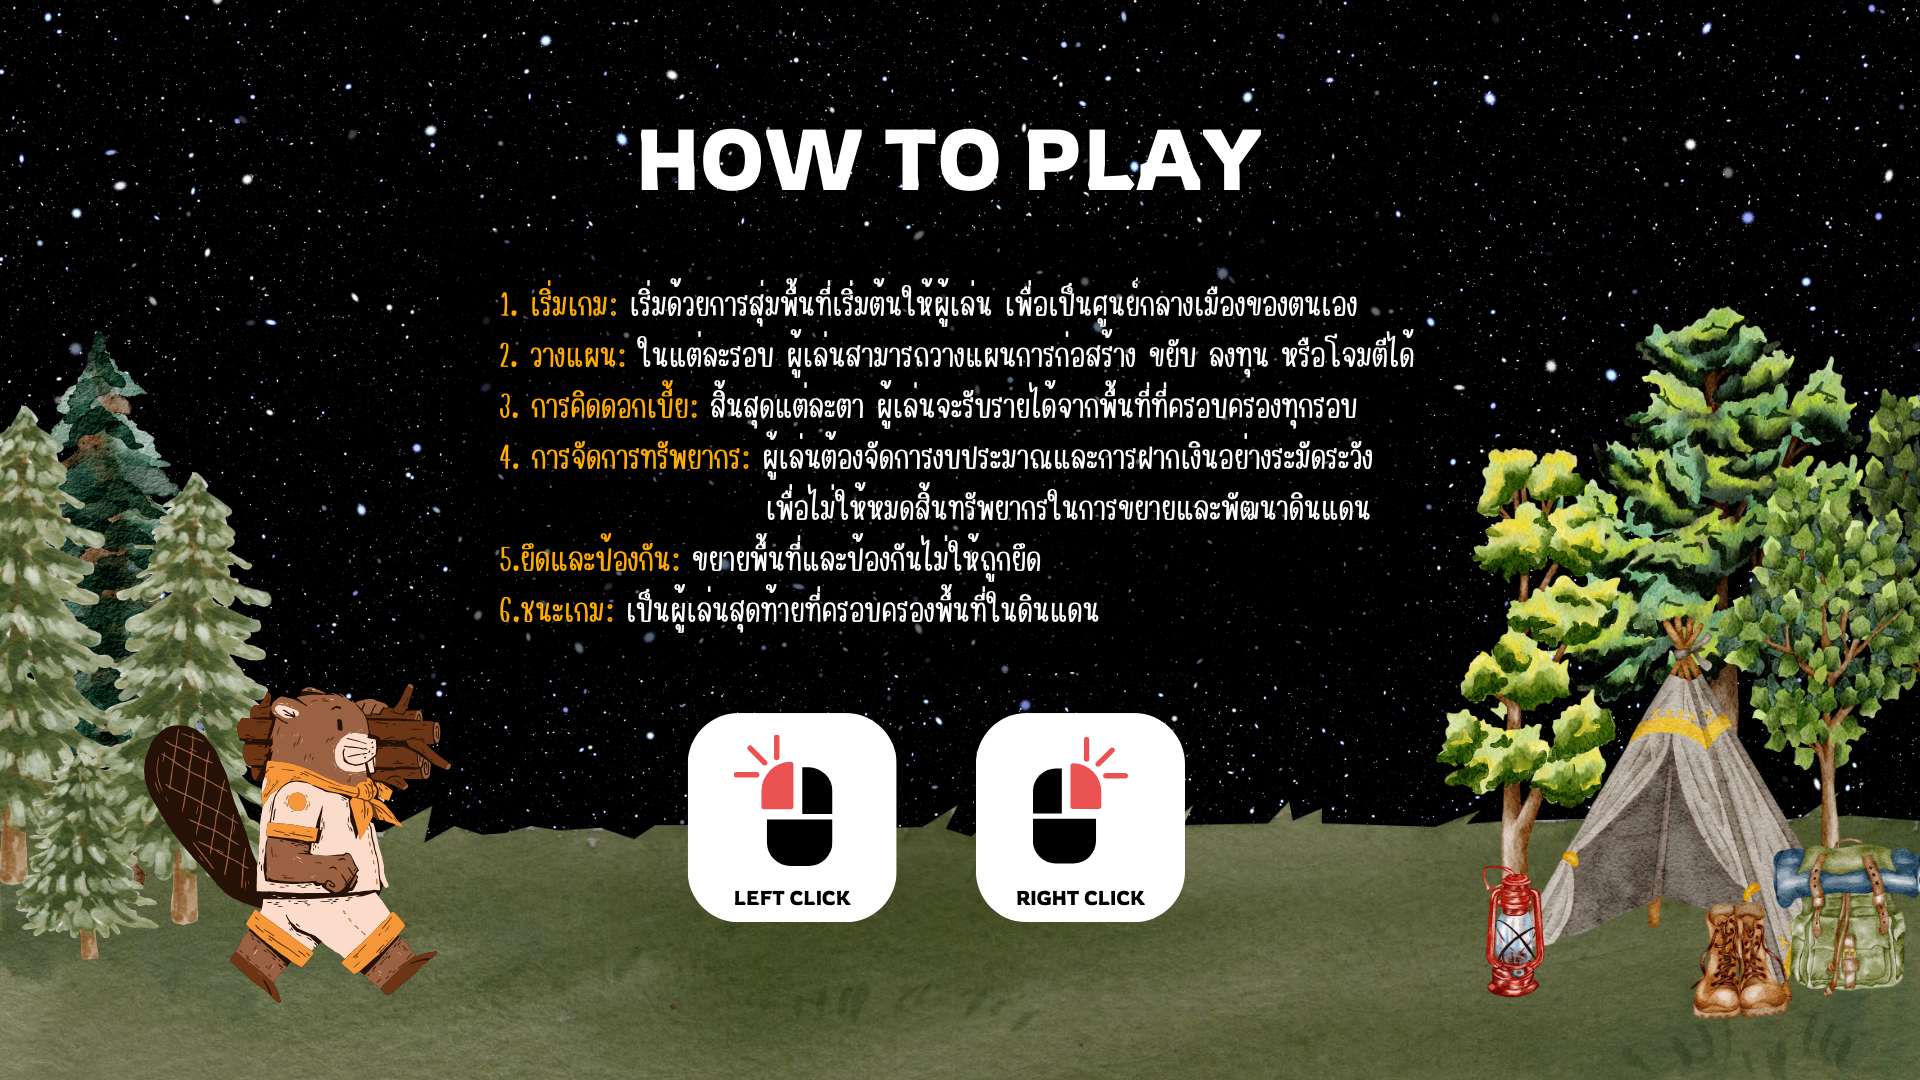 HOW TO PLAY
1. เริ่มเกม: เริ่มด้วยการสุ่มพื้นที่เริ่มต้นให้ผู้เล่น เพื่อเป็นศูนย์กลางเมืองของตนเอง
2. วางแผน: ในแต่ละรอบ ผู้เล่นสามารถวางแผนการก่อสร้าง ขยับ ลงทุน หรือโจมตีได้
3. การคิดดอกเบี้ย: สิ้นสุดแต่ละตา ผู้เล่นจะรับรายได้จากพื้นที่ที่ครอบครองทุกรอบ
4. การจัดการทรัพยากร: ผู้เล่นต้องจัดการงบประมาณและการฝากเงินอย่างระมัดระวัง
เพื่อไม่ให้หมดสิ้นทรัพยากรในการขยายและพัฒนาดินแดน
5.ยึดและป้องกัน: ขยายพื้นที่และป้องกันไม่ให้ถูกยึด
6.ชนะเกม: เป็นผู้เล่นสุดท้ายที่ครอบครองพื้นที่ในดินแดน
LEFT CLICK
RIGHT CLICK